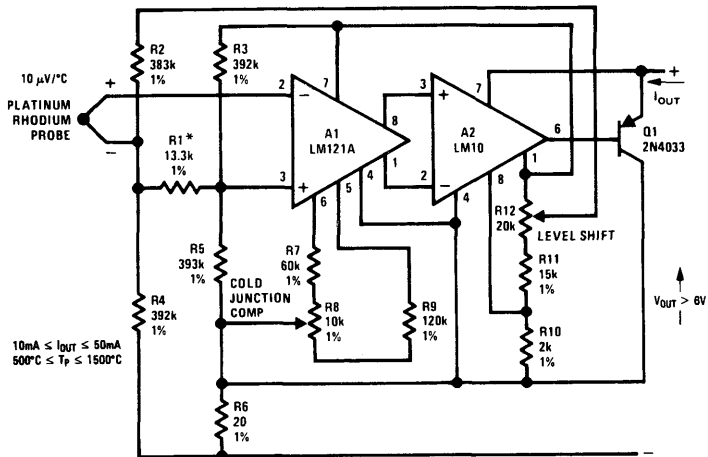 R2
383k
1%
R3
392k
1%
10 µV/°C
PLATINUM
RHODIUM
PROBE
+
−
R1*
13.3k
1%
2
−
7
A1
LM121A
8
1
3
+
6
5
4
3
+
7
A2
LM10
6
2
−
4
8
1
+
IOUT
Q1
2N4033
R12
20k
LEVEL SHIFT
R5
393k
1%
COLD
JUNCTION
COMP
R7
60k
1%
R8
10k
1%
R9
120k
1%
R11
15k
1%
R10
2k
1%
VOUT > 6V
R4
392k
1%
10mA ≤ IOUT ≤ 50mA
500°C ≤ TP ≤ 1500°C
R6
20
1%
−